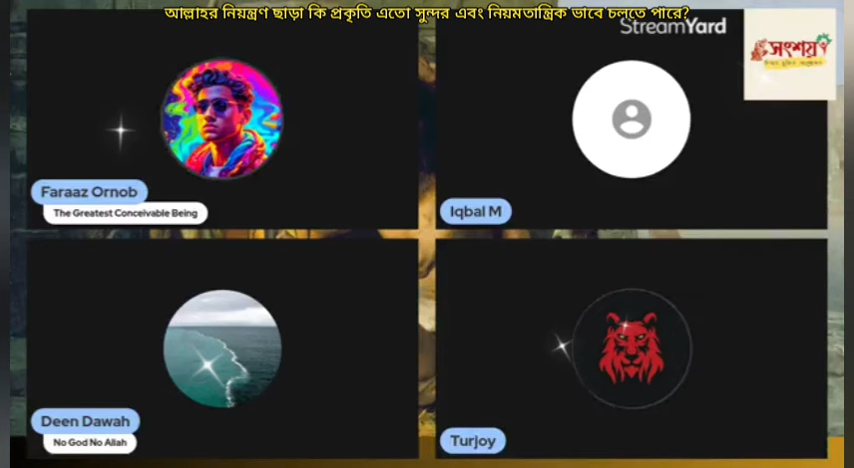 আল্লাহর নিয়ন্ত্রণ ছাড়া কি প্রকৃতি এতো সুন্দর এবং নিয়মতান্ত্রিক ভাবে চলতে পারে?
StreamYard
সংশয়
Faraaz Ornob
The Greatest Conceivable Being
Iqbal M
Deen Dawah
No God No Allah
Turjoy